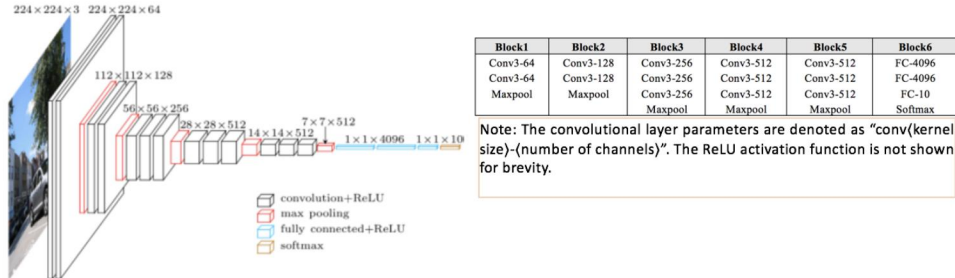 224×224×3 224×224×64
112×112×128
56×56×256
28×28×512
14×14×512
7×7×512
1×1×4096 1×1×10
convolution+ReLU
max pooling
fully connected+ReLU
softmax
Block1 Block2 Block3 Block4 Block5 Block6
Conv3-64 Conv3-128 Conv3-256 Conv3-512 Conv3-512 FC-4096
Conv3-64 Conv3-128 Conv3-256 Conv3-512 Conv3-512 FC-4096
Maxpool Maxpool Conv3-256 Conv3-512 Conv3-512 FC-10
Maxpool Maxpool Maxpool Softmax
Note: The convolutional layer parameters are denoted as “conv⟨kernel
size⟩-⟨number of channels⟩”. The ReLU activation function is not shown
for brevity.